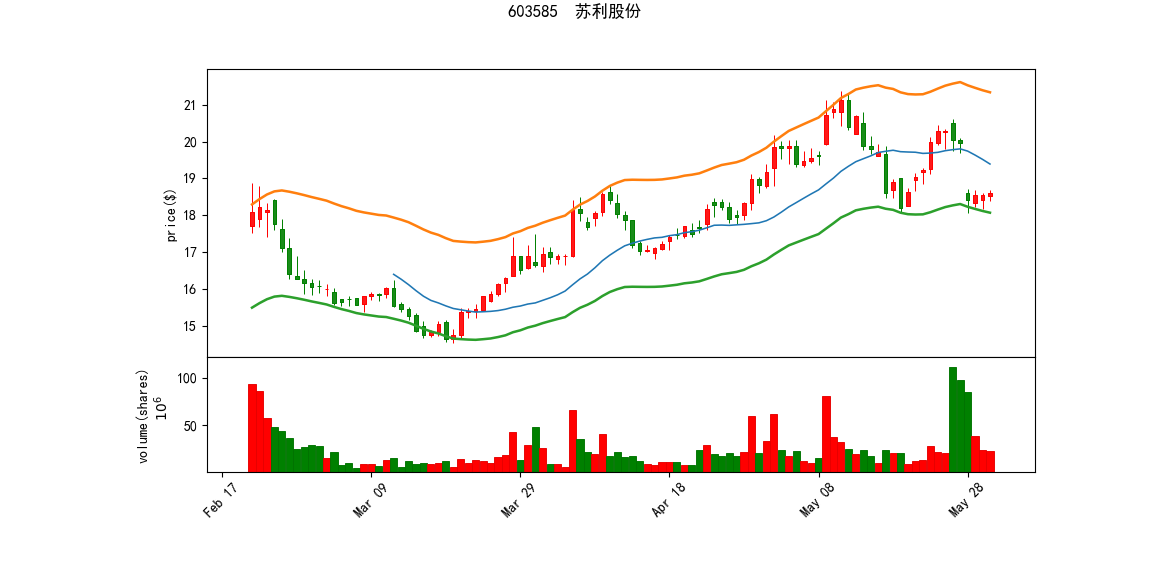 603585 苏利股份
price($)
21
20
19
18
17
16
15
volume(shares)
10^6
100
50
Feb 17
Mar 09
Mar 29
Apr 18
May 08
May 28